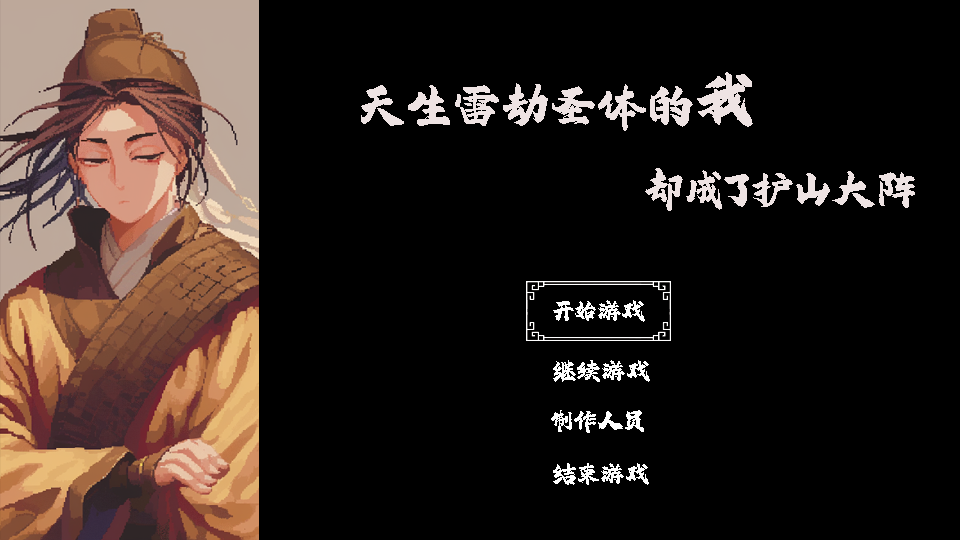 天生雷劫圣体的我
却成了护山大阵
开始游戏
继续游戏
制作人员
结束游戏